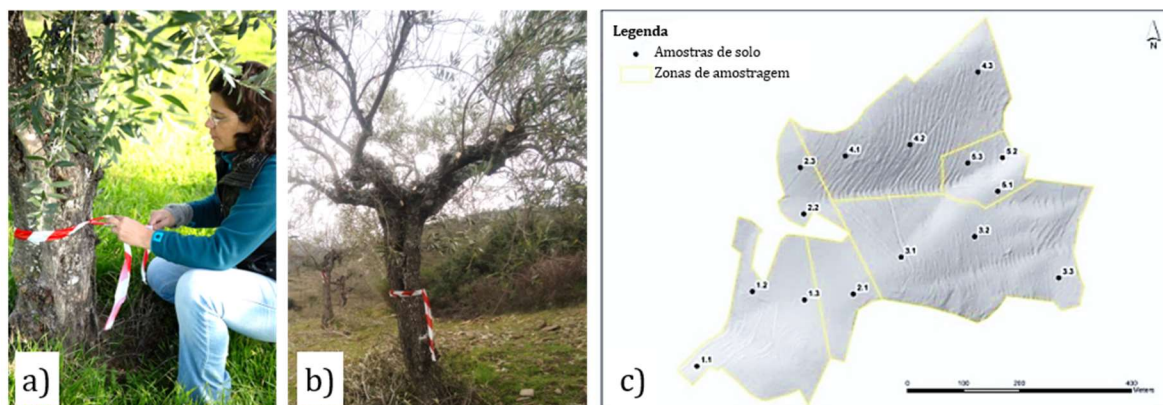 a)
b)
Legenda
Amostras de solo
Zonas de amostragem
N
4.3
4.2
4.1
5.2
5.3
2.3
5.1
2.2
3.2
3.1
3.3
1.2
1.3
2.1
1.1
c)
0 100 200 400